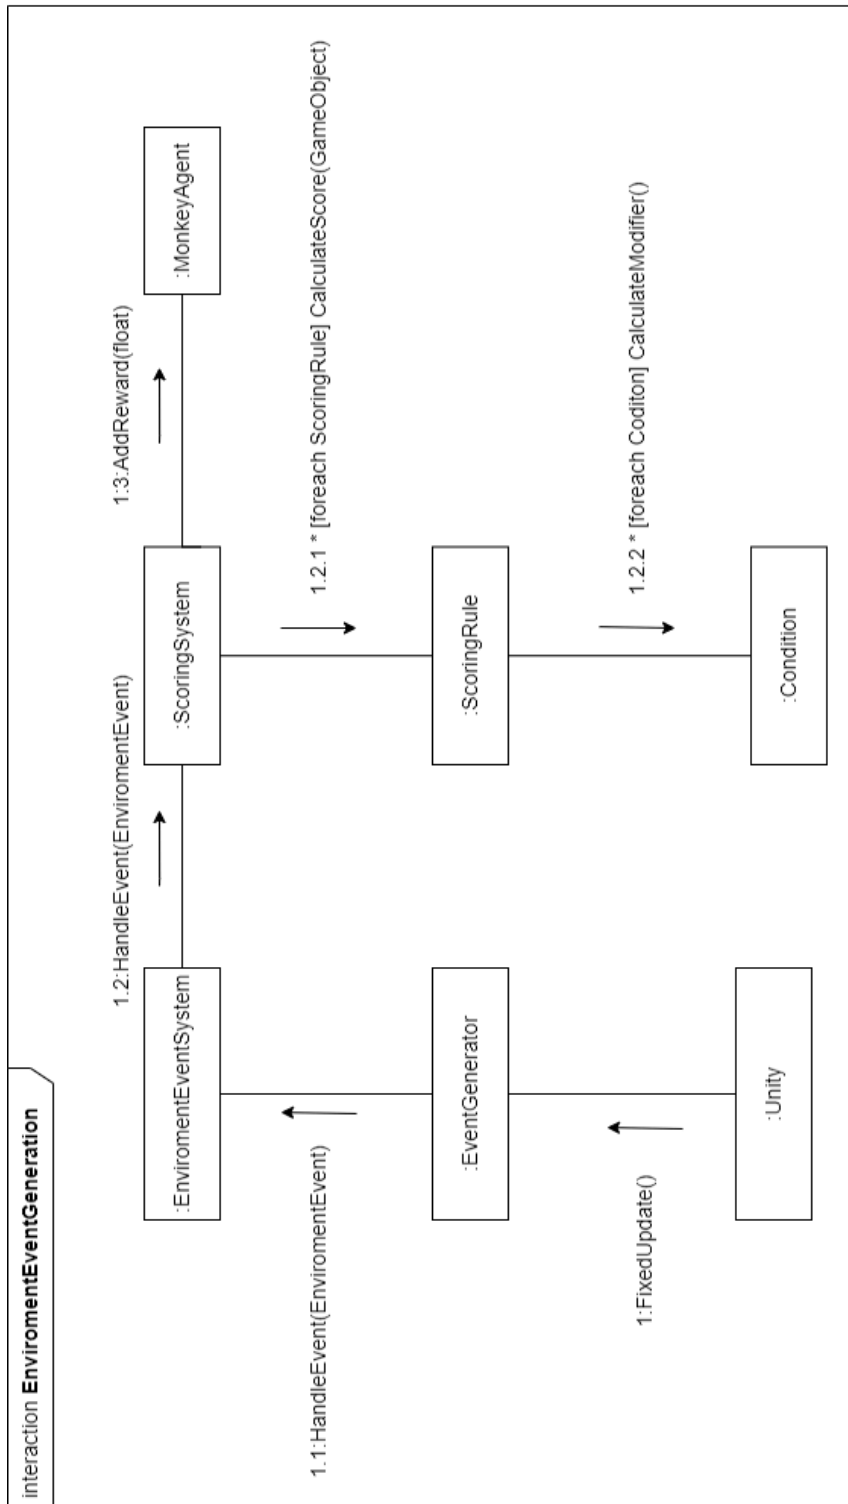 interaction EnviromentEventGeneration
:EnviromentEventSystem
1.2:HandleEvent(EnviromentEvent)
:ScoringSystem
1:3:AddReward(float)
:MonkeyAgent
1.1:HandleEvent(EnviromentEvent)
1.2.1 * [foreach ScoringRule] CalculateScore(GameObject)
:EventGenerator
:ScoringRule
1:FixedUpdate()
1.2.2 * [foreach Coditon] CalculateModifier()
:Unity
:Condition